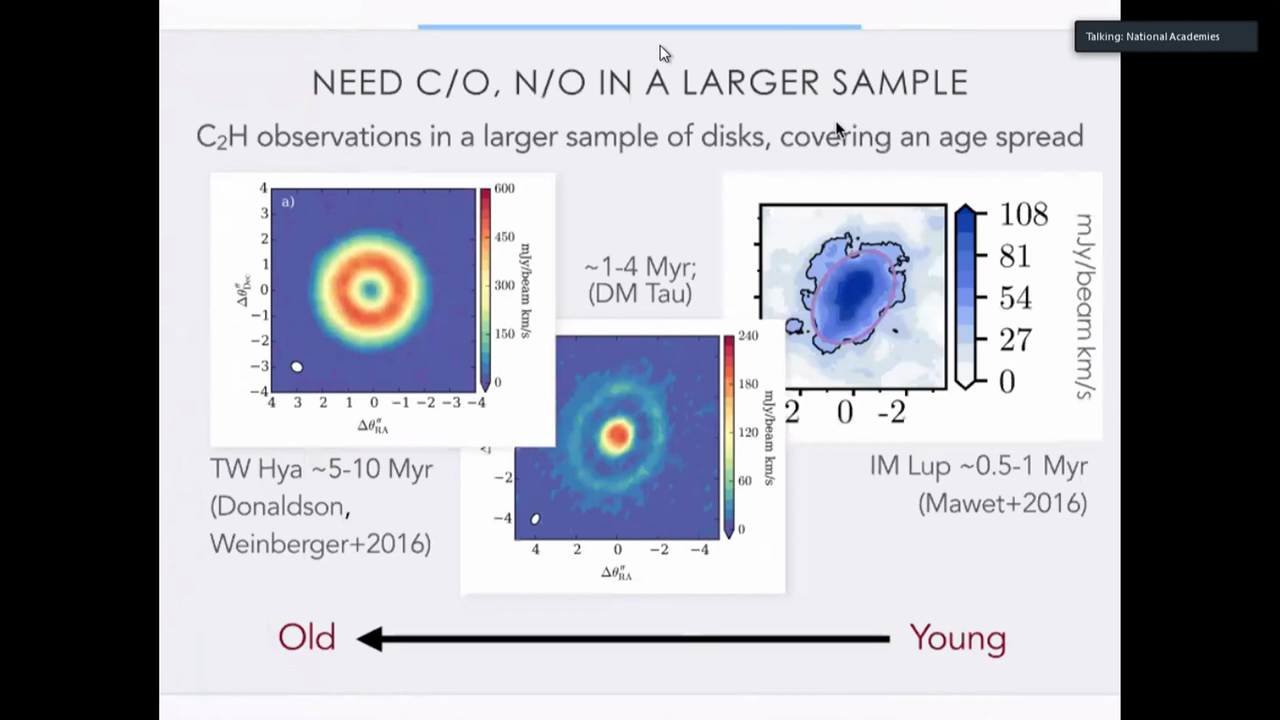 Talking: National Academies
NEED C/O, N/O IN A LARGER SAMPLE
C₂H observations in a larger sample of disks, covering an age spread
a)
4
3
2
1
0
−1
−2
−3
−4
4 3 2 1 0 −1 −2 −3 −4
Δθ″RA
Δθ″Dec
600
450
300
150
0
mJy/beam km/s
TW Hya ~5-10 Myr
(Donaldson,
Weinberger+2016)
~1-4 Myr;
(DM Tau)
−2
−4
4 2 0 −2 −4
Δθ″RA
240
180
120
60
0
mJy/beam km/s
2 0 -2
108
81
54
27
0
mJy/beam km/s
IM Lup ~0.5-1 Myr
(Mawet+2016)
Old
Young